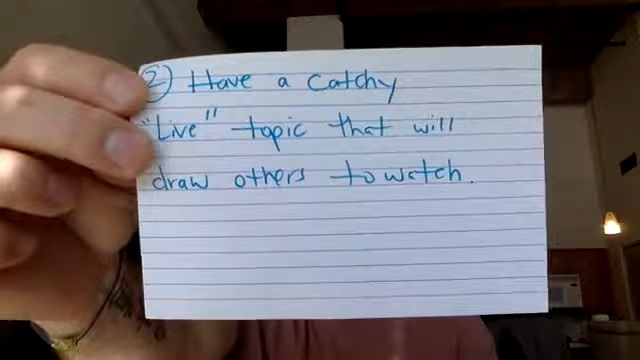 ② Have a Catchy
"Live" topic that will
draw others to watch.